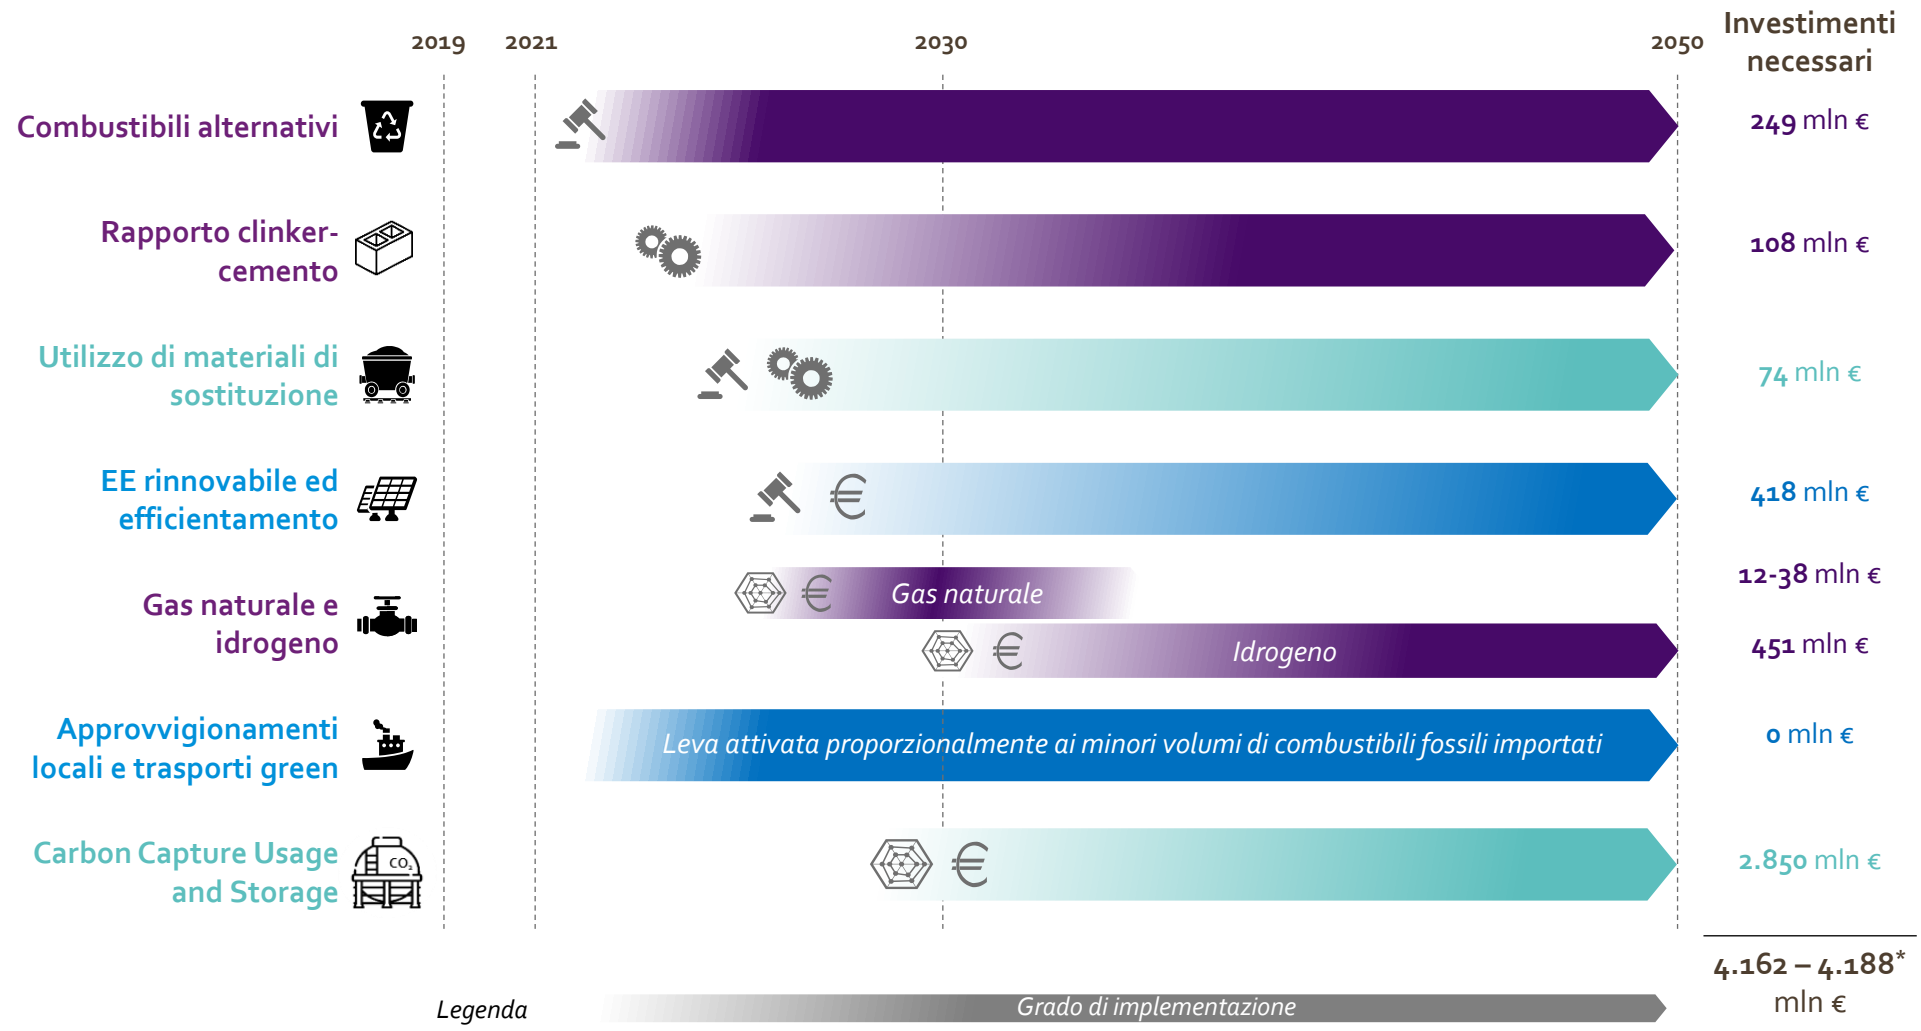 2019 2021 2030 2050
Investimenti
necessari
Combustibili alternativi
249 mln €
Rapporto clinker-
cemento
108 mln €
Utilizzo di materiali di
sostituzione
74 mln €
EE rinnovabile ed
efficientamento
€
418 mln €
Gas naturale e
idrogeno
€ Gas naturale
12-38 mln €
€ Idrogeno
451 mln €
Approvvigionamenti
locali e trasporti green
Leva attivata proporzionalmente ai minori volumi di combustibili fossili importati
0 mln €
Carbon Capture Usage
and Storage
CO₂
€
2.850 mln €
4.162 – 4.188*
mln €
Legenda
Grado di implementazione